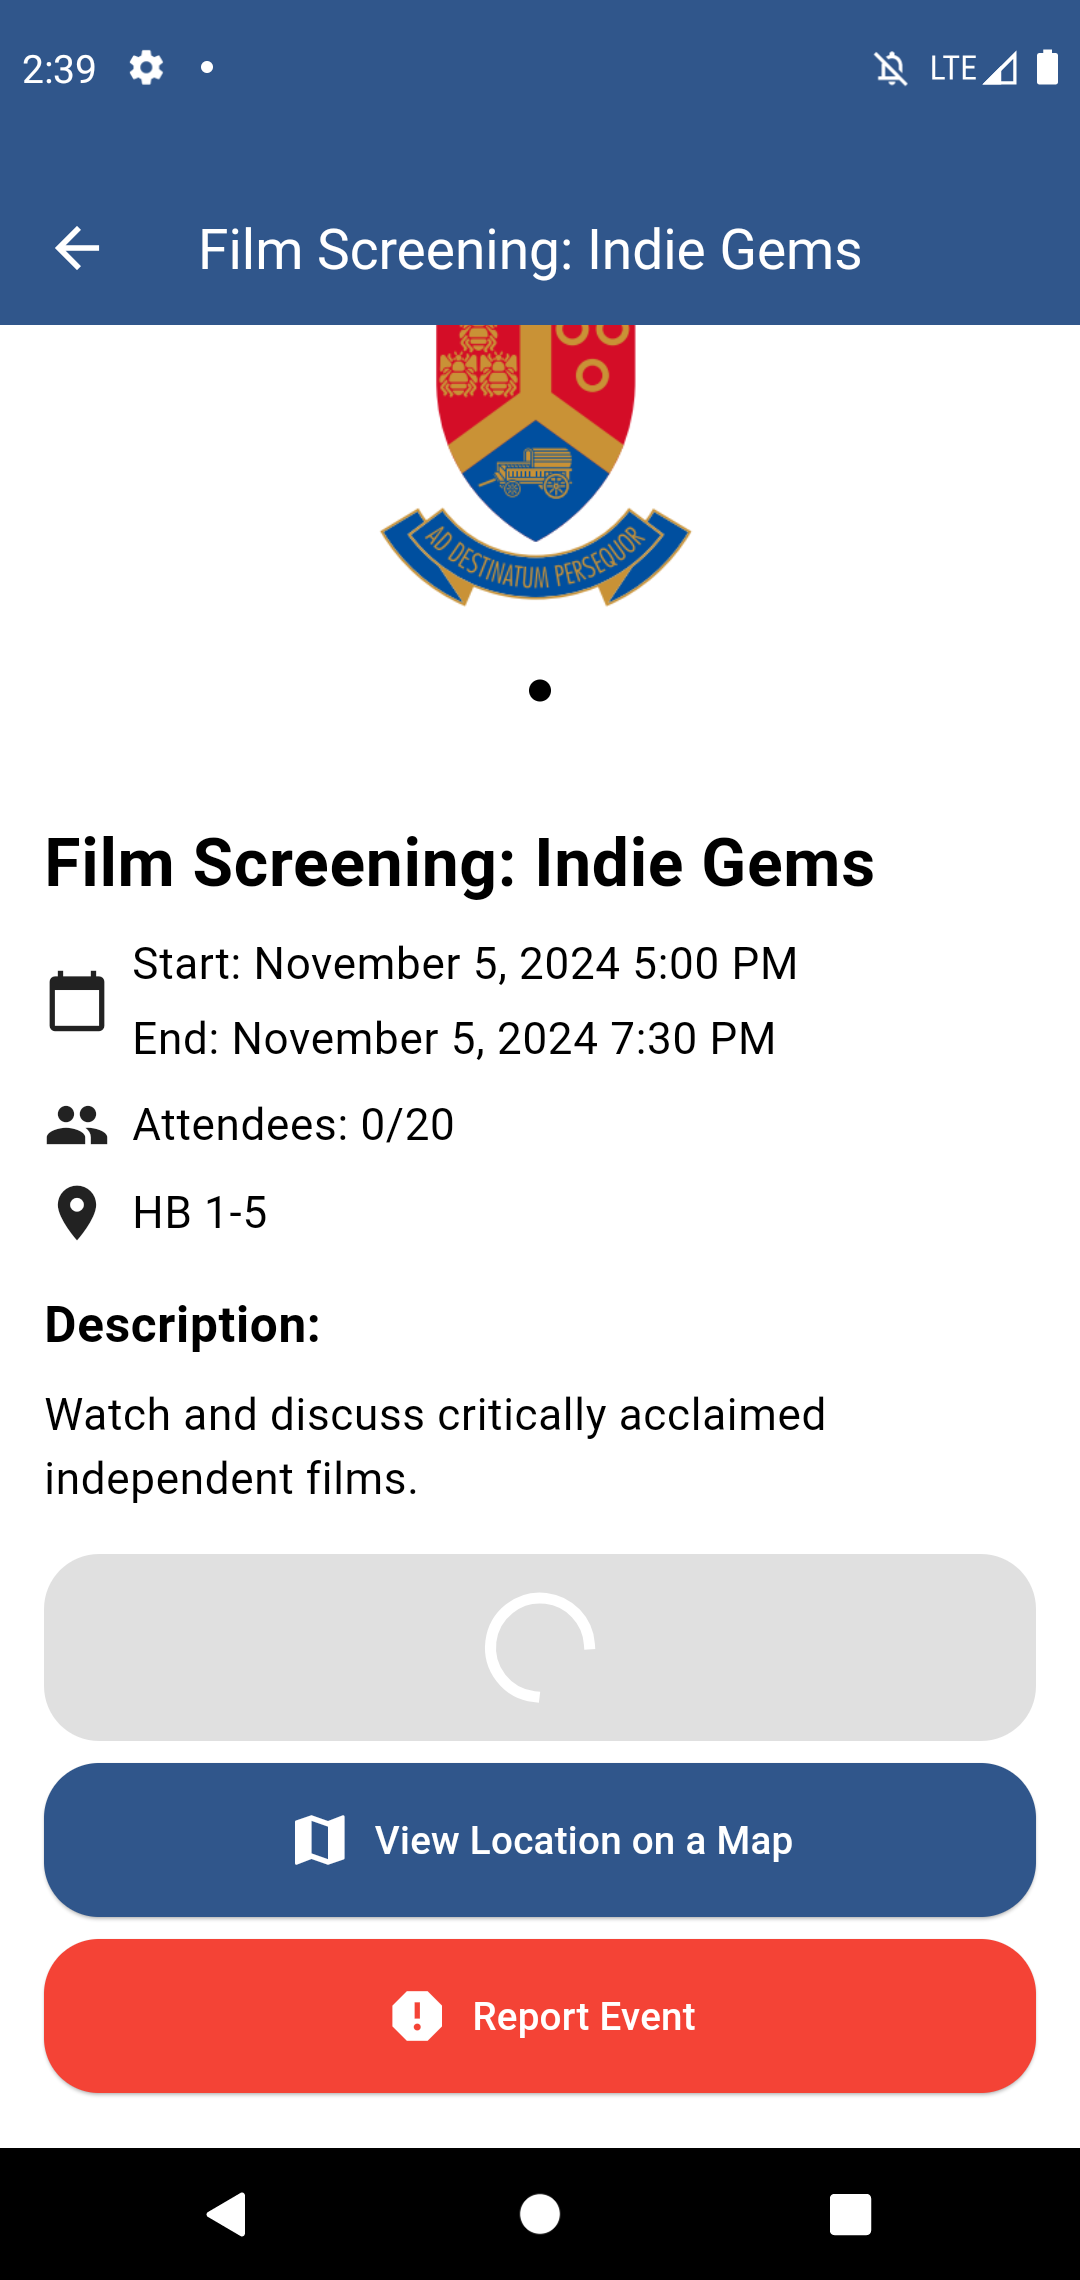 2:39
LTE
Film Screening: Indie Gems
AD DESTINATUM PERSEQUOR
Film Screening: Indie Gems
Start: November 5, 2024 5:00 PM
End: November 5, 2024 7:30 PM
Attendees: 0/20
HB 1-5
Description:
Watch and discuss critically acclaimed
independent films.
View Location on a Map
Report Event